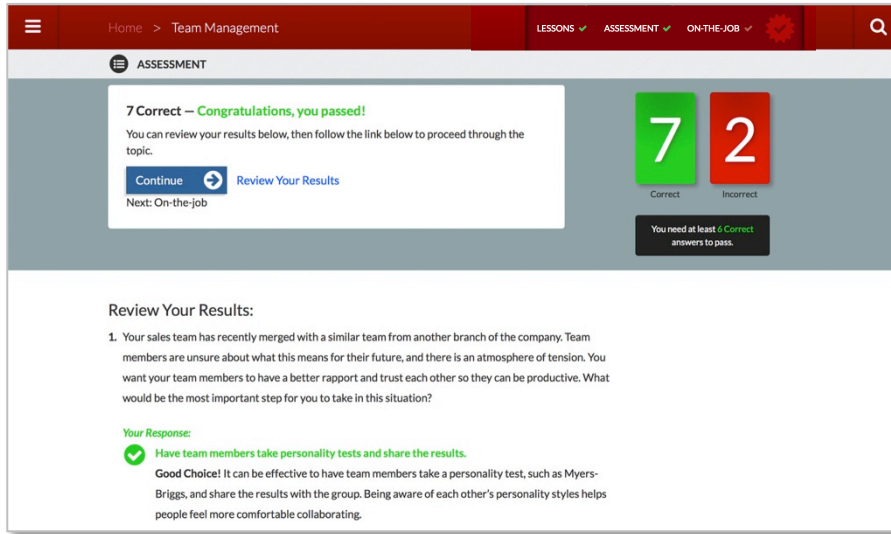 Home > Team Management
LESSONS ✓ ASSESSMENT ✓ ON-THE-JOB ✓
ASSESSMENT
7 Correct — Congratulations, you passed!
You can review your results below, then follow the link below to proceed through the
topic.
Continue Review Your Results
Next: On-the-job
7 2
Correct Incorrect
You need at least 6 Correct
answers to pass.
Review Your Results:
1. Your sales team has recently merged with a similar team from another branch of the company. Team
members are unsure about what this means for their future, and there is an atmosphere of tension. You
want your team members to have a better rapport and trust each other so they can be productive. What
would be the most important step for you to take in this situation?
Your Response:
Have team members take personality tests and share the results.
Good Choice! It can be effective to have team members take a personality test, such as Myers-
Briggs, and share the results with the group. Being aware of each other's personality styles helps
people feel more comfortable collaborating.